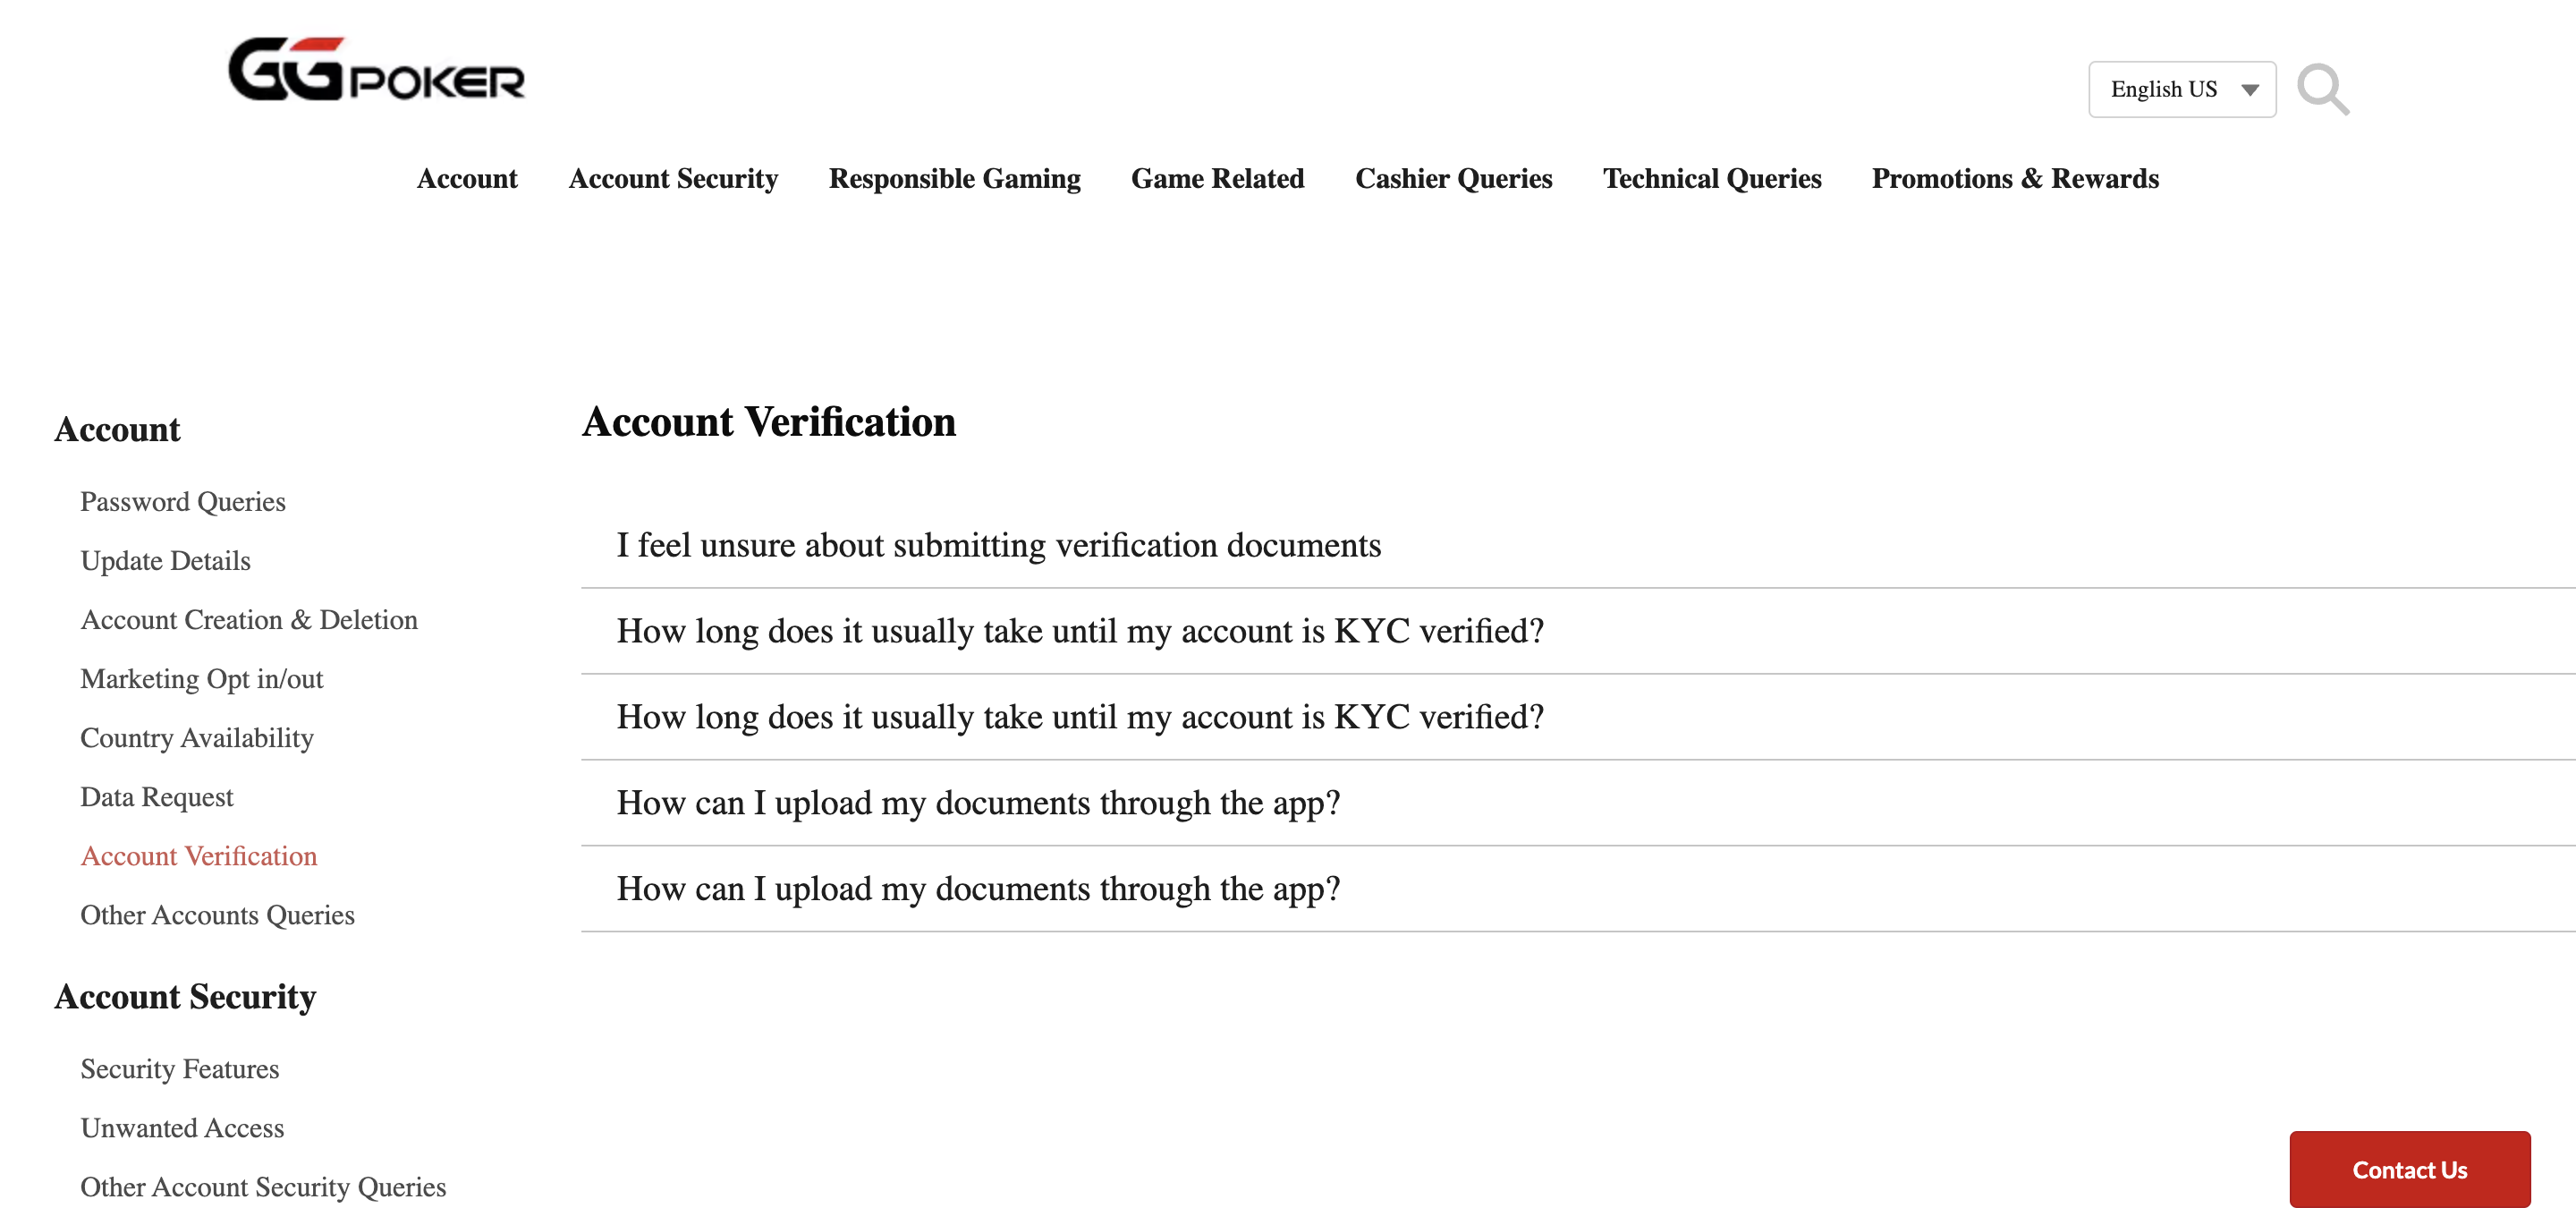 GGPOKER
English US
Account Account Security Responsible Gaming Game Related Cashier Queries Technical Queries Promotions & Rewards
Account
Password Queries
Update Details
Account Creation & Deletion
Marketing Opt in/out
Country Availability
Data Request
Account Verification
Other Accounts Queries
Account Security
Security Features
Unwanted Access
Other Account Security Queries
Account Verification
I feel unsure about submitting verification documents
How long does it usually take until my account is KYC verified?
How long does it usually take until my account is KYC verified?
How can I upload my documents through the app?
How can I upload my documents through the app?
Contact Us